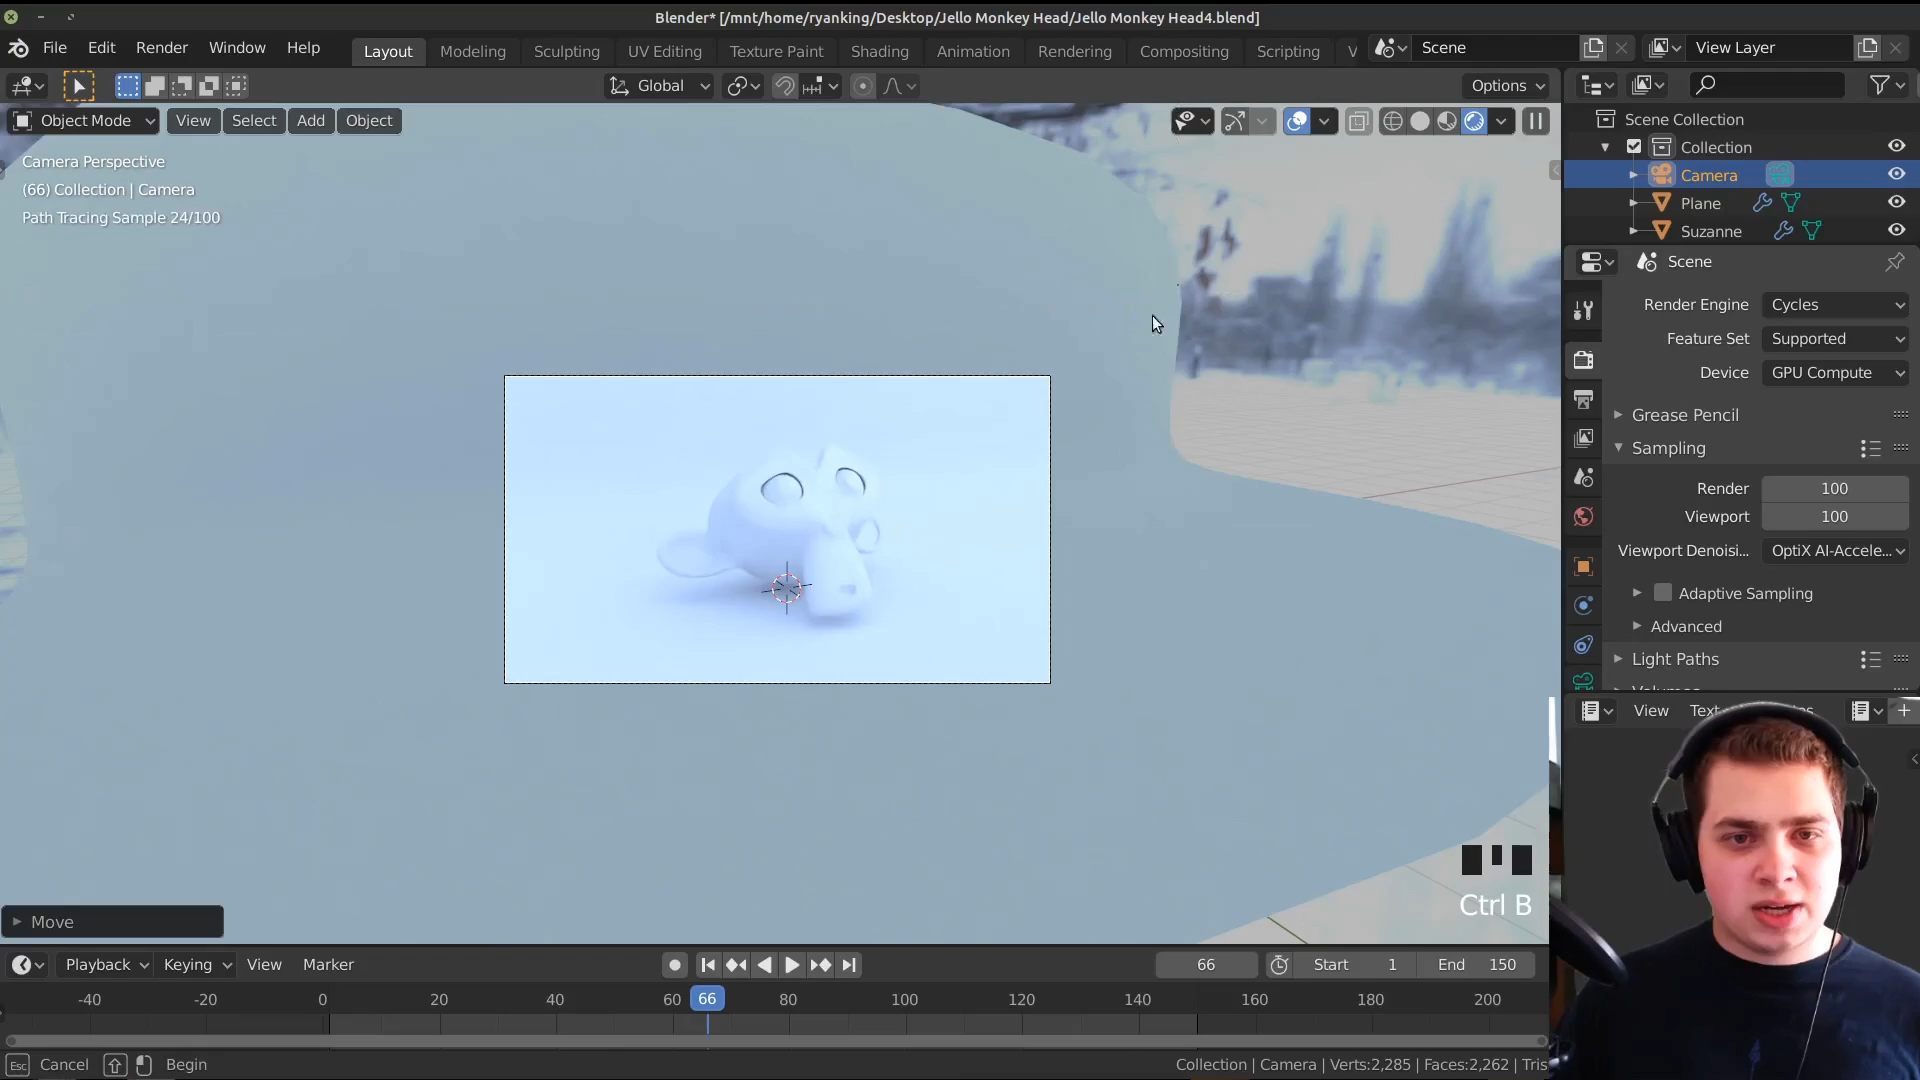 Blender* [/mnt/home/ryanking/Desktop/Jello Monkey Head/Jello Monkey Head4.blend]
File Edit Render Window Help
Layout Modeling Sculpting UV Editing Texture Paint Shading Animation Rendering Compositing Scripting V
Scene
View Layer
Global
Options
Object Mode View Select Add Object
Camera Perspective
(66) Collection | Camera
Path Tracing Sample 24/100
Scene Collection
Collection
Camera
Plane
Suzanne
Scene
Render Engine Cycles
Feature Set Supported
Device GPU Compute
Grease Pencil
Sampling
Render 100
Viewport 100
Viewport Denoisi... OptiX AI-Accele...
Adaptive Sampling
Advanced
Light Paths
View
Ctrl B
Move
Playback Keying View Marker
66 Start 1 End 150
-40 -20 0 20 40 60 66 80 100 120 140 160 180 200
Esc Cancel Begin
Collection | Camera | Verts:2,285 | Faces:2,262 | Tris